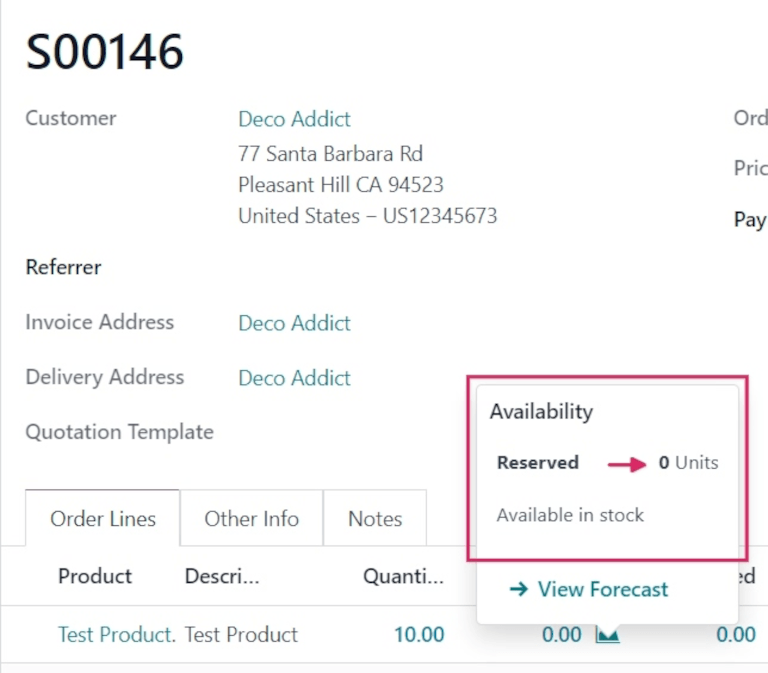 S00146
Customer
Deco Addict
77 Santa Barbara Rd
Pleasant Hill CA 94523
United States – US12345673
Ord
Pric
Pay
Referrer
Invoice Address Deco Addict
Delivery Address Deco Addict
Quotation Template
Availability
Reserved 0 Units
Available in stock
View Forecast
Order Lines Other Info Notes
Product Descri... Quanti... ed
Test Product. Test Product 10.00 0.00 0.00